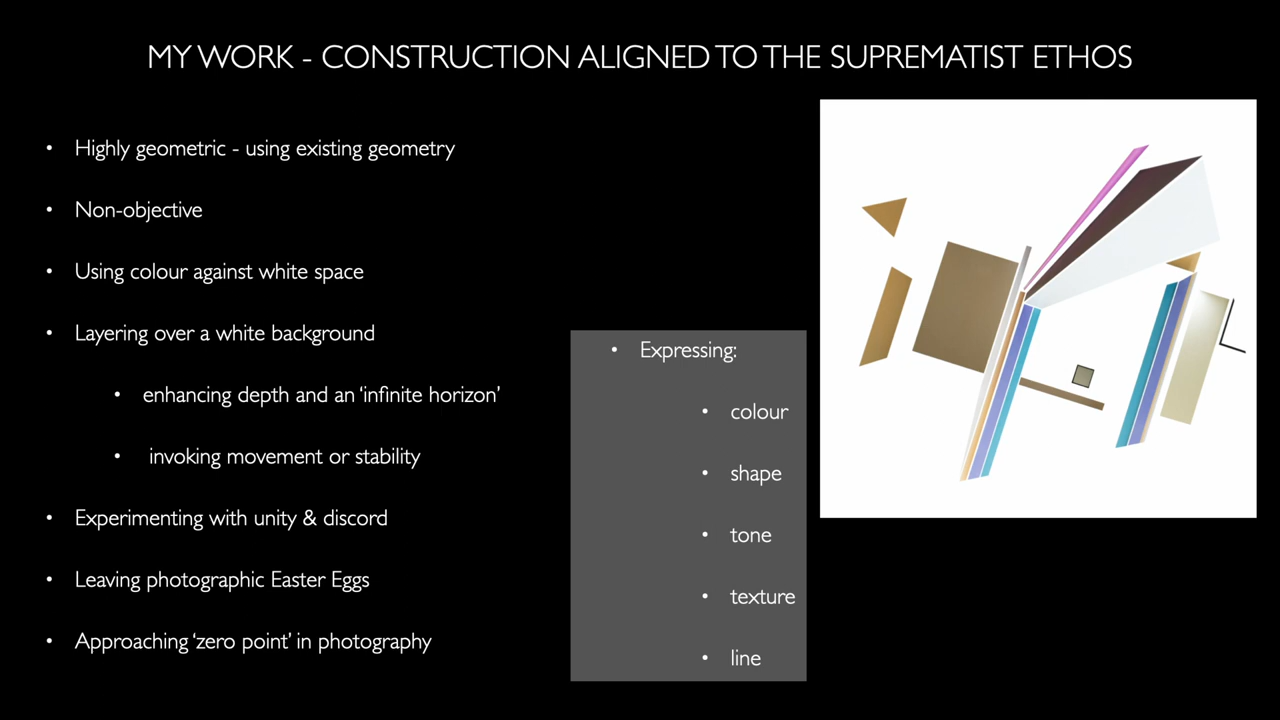 MY WORK - CONSTRUCTION ALIGNED TO THE SUPREMATIST ETHOS
• Highly geometric - using existing geometry
• Non-objective
• Using colour against white space
• Layering over a white background
• enhancing depth and an ‘infinite horizon’
• invoking movement or stability
• Experimenting with unity & discord
• Leaving photographic Easter Eggs
• Approaching ‘zero point’ in photography
• Expressing:
• colour
• shape
• tone
• texture
• line